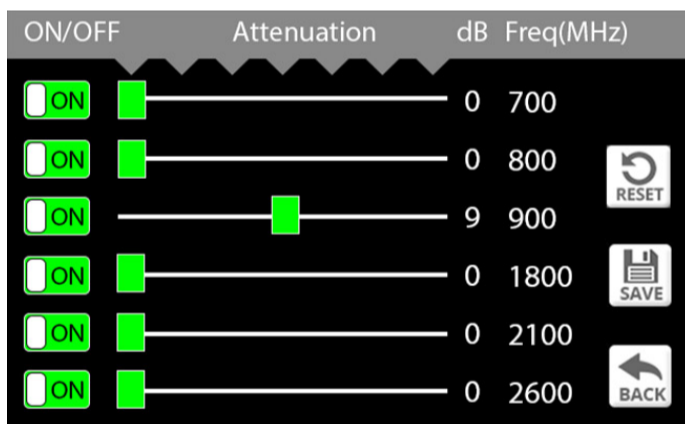 ON/OFF Attenuation dB Freq(MHz)
ON 0 700
ON 0 800
RESET
ON 9 900
ON 0 1800
SAVE
ON 0 2100
ON 0 2600
BACK